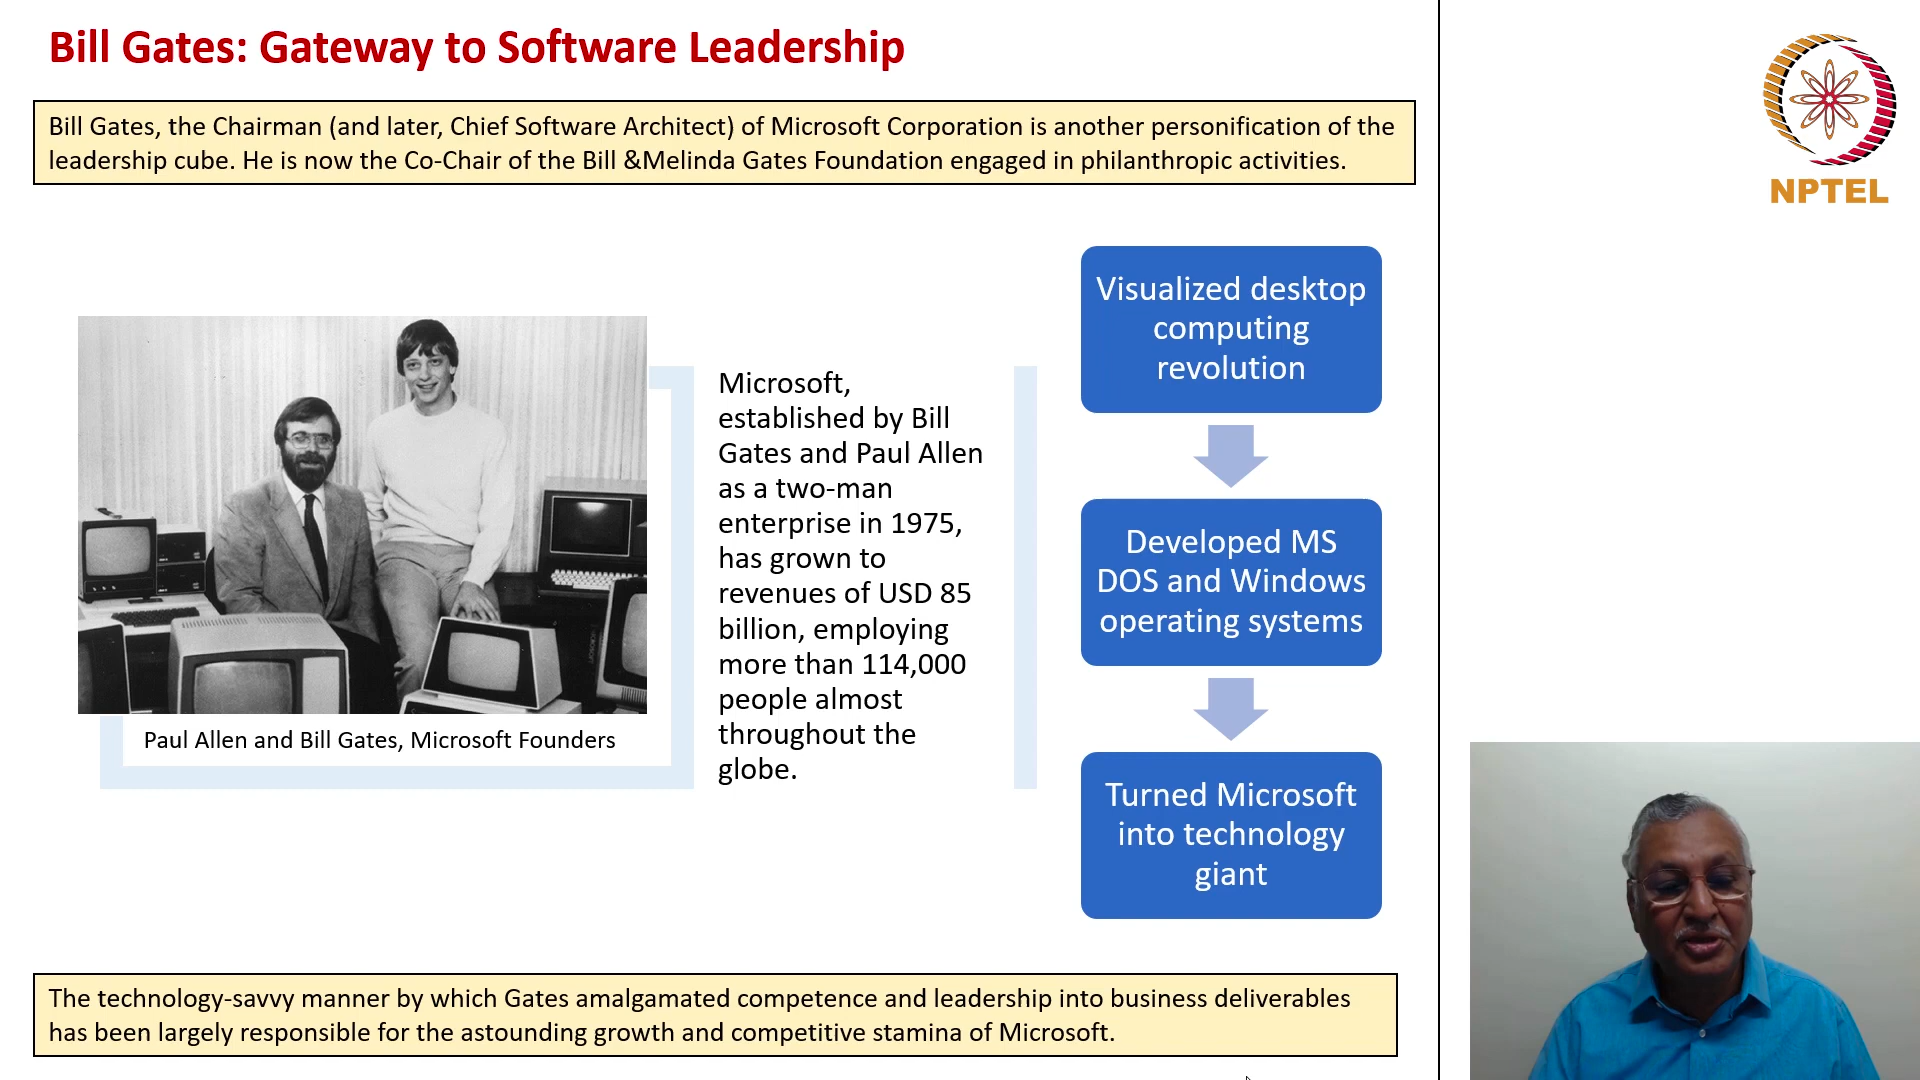 Bill Gates: Gateway to Software Leadership
Bill Gates, the Chairman (and later, Chief Software Architect) of Microsoft Corporation is another personification of the
leadership cube. He is now the Co-Chair of the Bill &Melinda Gates Foundation engaged in philanthropic activities.
NPTEL
Paul Allen and Bill Gates, Microsoft Founders
Microsoft,
established by Bill
Gates and Paul Allen
as a two-man
enterprise in 1975,
has grown to
revenues of USD 85
billion, employing
more than 114,000
people almost
throughout the
globe.
Visualized desktop
computing
revolution
Developed MS
DOS and Windows
operating systems
Turned Microsoft
into technology
giant
The technology-savvy manner by which Gates amalgamated competence and leadership into business deliverables
has been largely responsible for the astounding growth and competitive stamina of Microsoft.